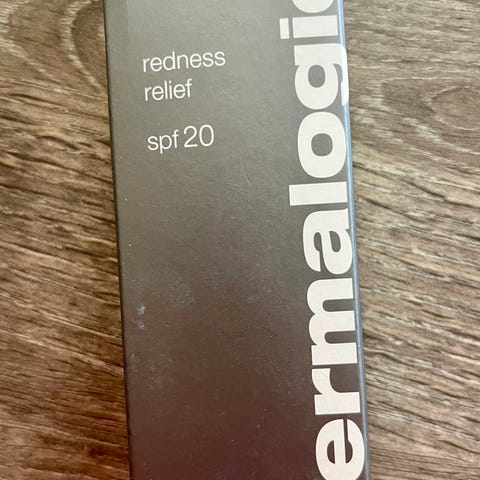 redness
relief
spf 20
ermalogic